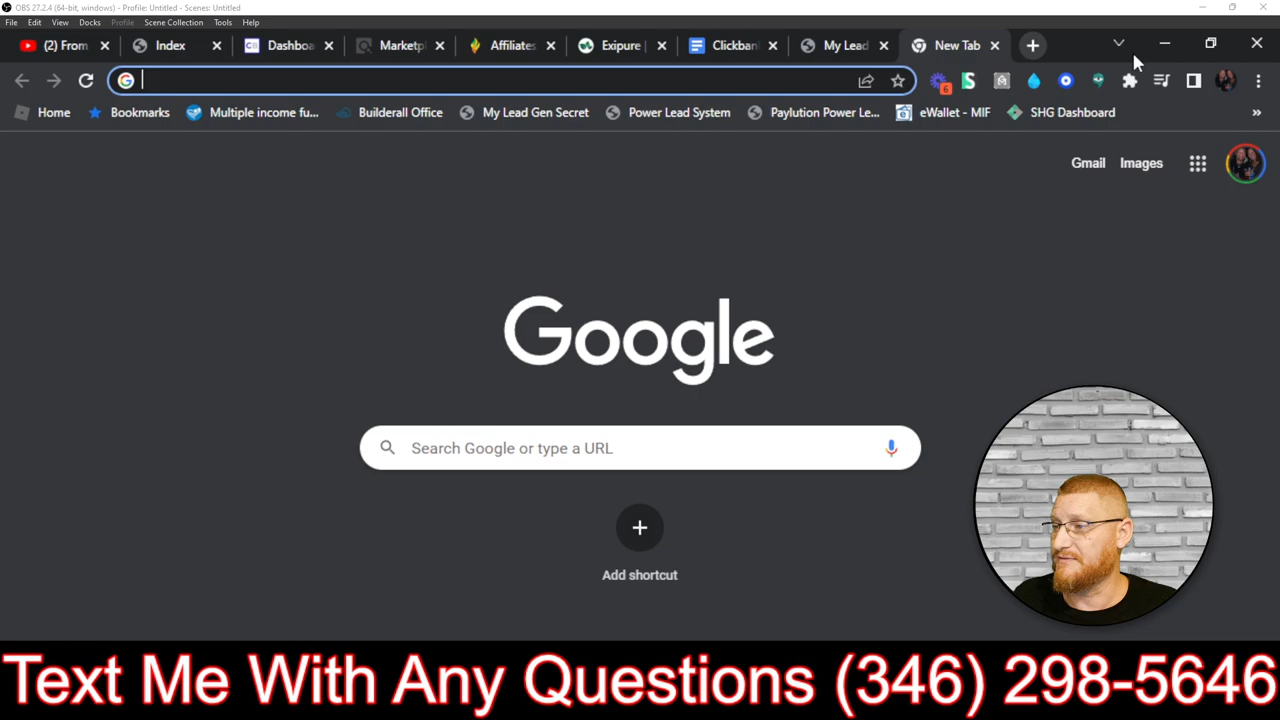 OBS 27.2.4 (64-bit, windows) - Profile: Untitled - Scenes: Untitled
File Edit View Docks Profile Scene Collection Tools Help
(2) From Index Dashboa CB Marketpl Affiliates Exipure | Clickban My Lead New Tab
6
Home Bookmarks Multiple income fu... Builderall Office My Lead Gen Secret Power Lead System Paylution Power Le... eWallet - MIF SHG Dashboard »
Gmail Images
Google
Search Google or type a URL
Add shortcut
Text Me With Any Questions (346) 298-5646